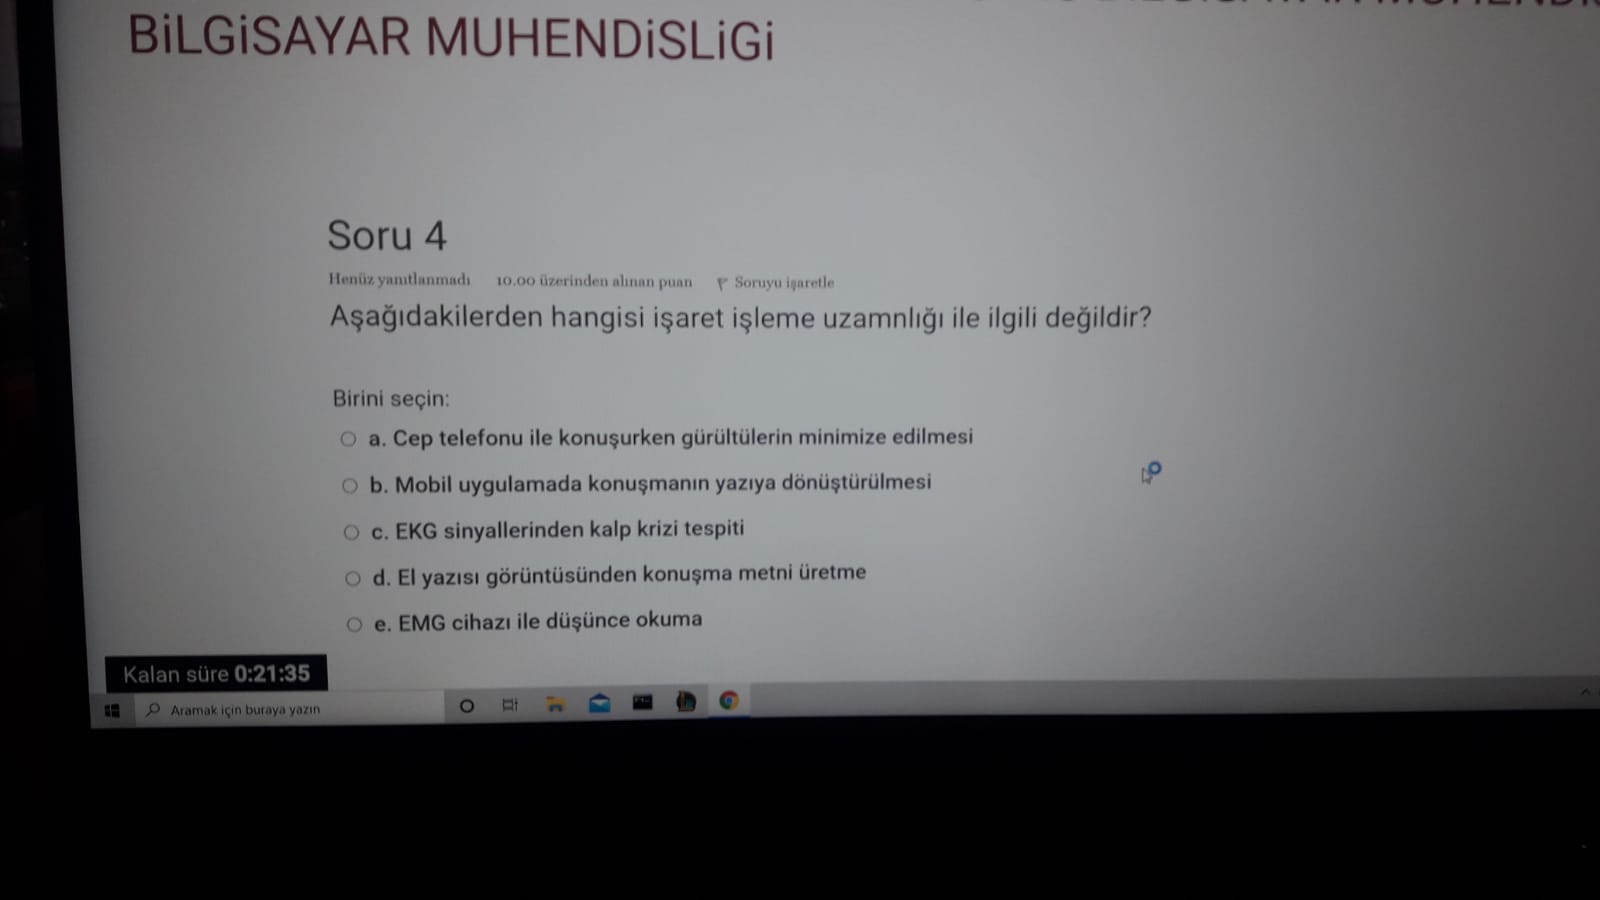 BiLGiSAYAR MUHENDiSLiGi
Soru 4
Henüz yanıtlanmadı 10.00 üzerinden alınan puan Soruyu işaretle
Aşağıdakilerden hangisi işaret işleme uzamnlığı ile ilgili değildir?
Birini seçin:
a. Cep telefonu ile konuşurken gürültülerin minimize edilmesi
b. Mobil uygulamada konuşmanın yazıya dönüştürülmesi
c. EKG sinyallerinden kalp krizi tespiti
d. El yazısı görüntüsünden konuşma metni üretme
e. EMG cihazı ile düşünce okuma
Kalan süre 0:21:35
Aramak için buraya yazın